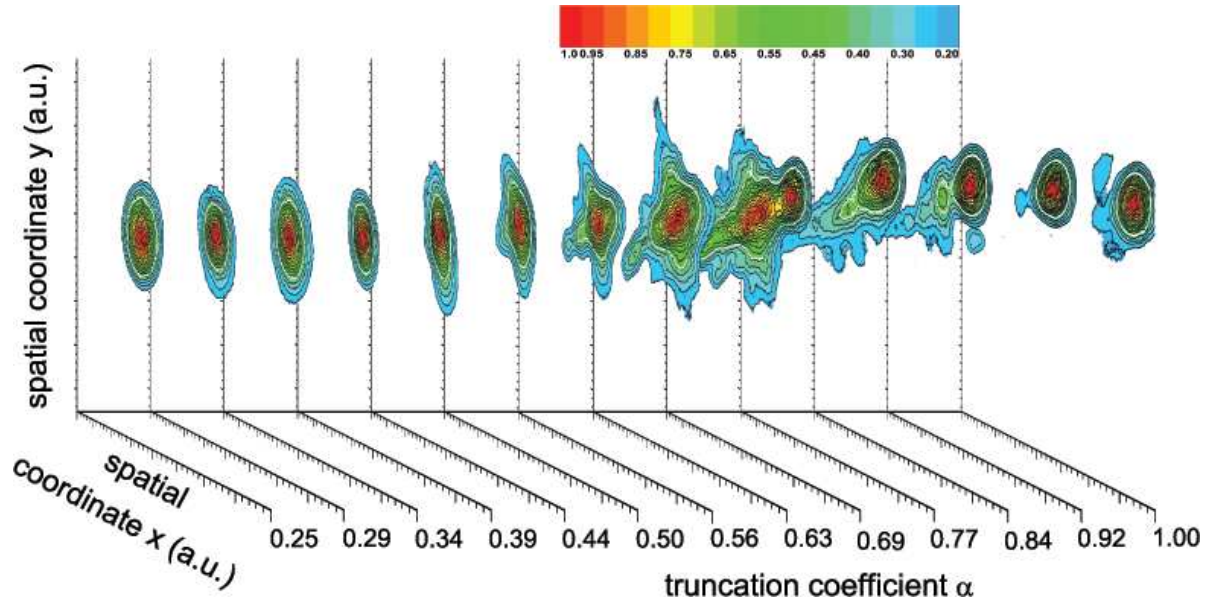 1.0 0.95 0.85 0.75 0.65 0.55 0.45 0.40 0.30 0.20
spatial coordinate y (a.u.)
spatial
coordinate x (a.u.)
0.25 0.29 0.34 0.39 0.44 0.50 0.56 0.63 0.69 0.77 0.84 0.92 1.00
truncation coefficient α